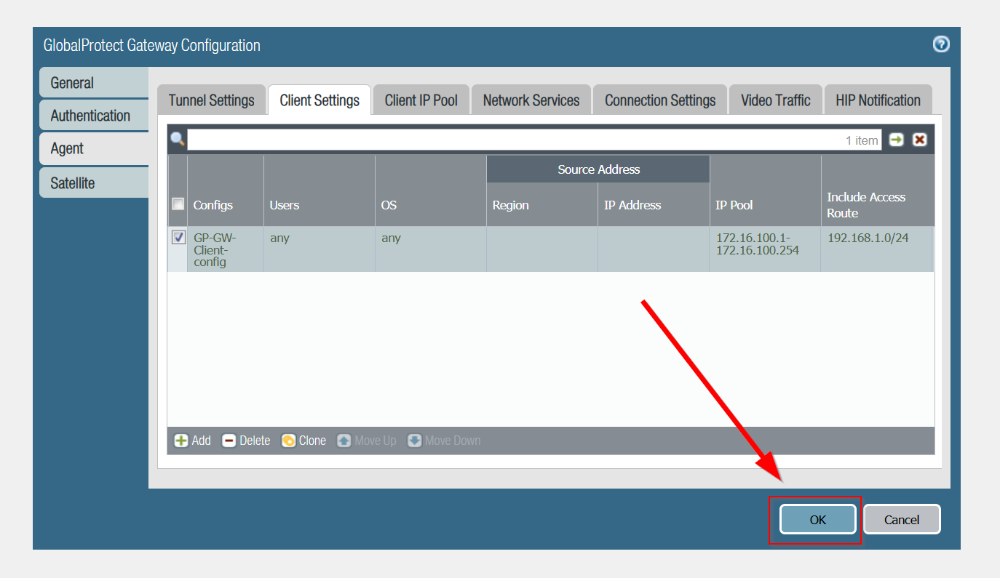 GlobalProtect Gateway Configuration
General
Authentication
Agent
Satellite
Tunnel Settings
Client Settings
Client IP Pool
Network Services
Connection Settings
Video Traffic
HIP Notification
1 item
Source Address
Configs
Users
OS
Region
IP Address
IP Pool
Include Access
Route
GP-GW-
Client-
config
any
any
172.16.100.1-
172.16.100.254
192.168.1.0/24
Add
Delete
Clone
Move Up
Move Down
OK
Cancel